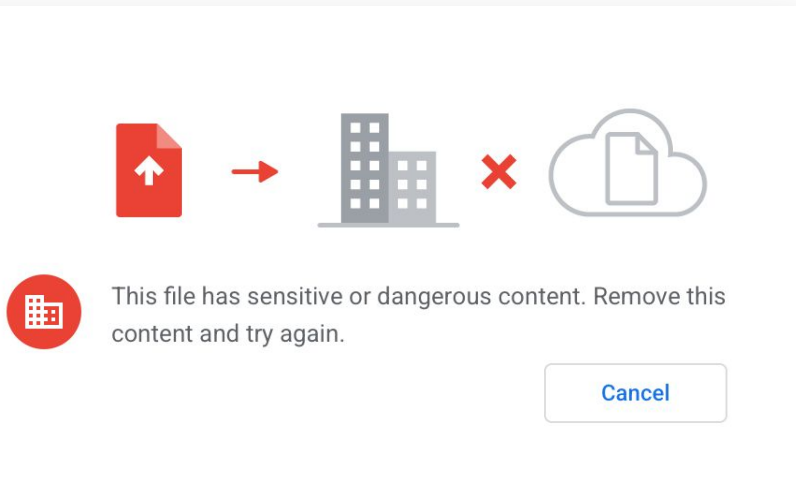 This file has sensitive or dangerous content. Remove this
content and try again.
Cancel